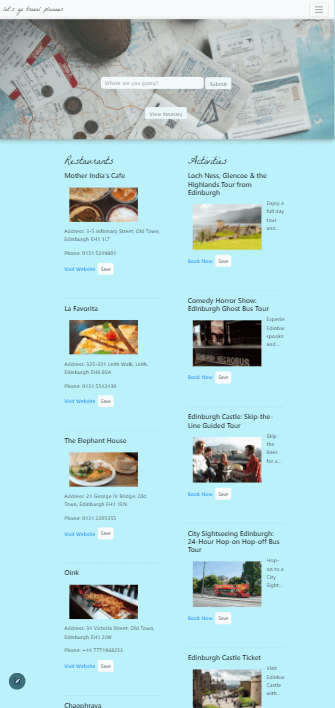 let's go travel planner
Where are you going?
Submit
View Itinerary
Restaurants
Mother India's Cafe
Address: 3-5 Infirmary Street, Old Town,
Edinburgh EH1 1LT
Phone: 0131 5249801
Visit Website
Save
La Favorita
Address: 325-331 Leith Walk, Leith,
Edinburgh EH6 8SA
Phone: 0131 5542430
Visit Website
Save
The Elephant House
Address: 21 George IV Bridge, Old
Town, Edinburgh EH1 1EN
Phone: 0131 2205355
Visit Website
Save
Oink
Address: 34 Victoria Street, Old Town,
Edinburgh EH1 2JW
Phone: +44 7771968233
Visit Website
Save
Chaophraya
Activities
Loch Ness, Glencoe & the
Highlands Tour from
Edinburgh
Enjoy a
full day
tour
and...
Book Now
Save
Comedy Horror Show:
Edinburgh Ghost Bus Tour
Experie
Edinbur
spooks
and...
Book Now
Save
Edinburgh Castle: Skip-the-
Line Guided Tour
Skip
the
lines
for a...
Book Now
Save
City Sightseeing Edinburgh:
24-Hour Hop-on Hop-off Bus
Tour
Hop-
on to a
City
Sight...
Book Now
Save
Edinburgh Castle Ticket
Visit
Edinbur
Castle
with...